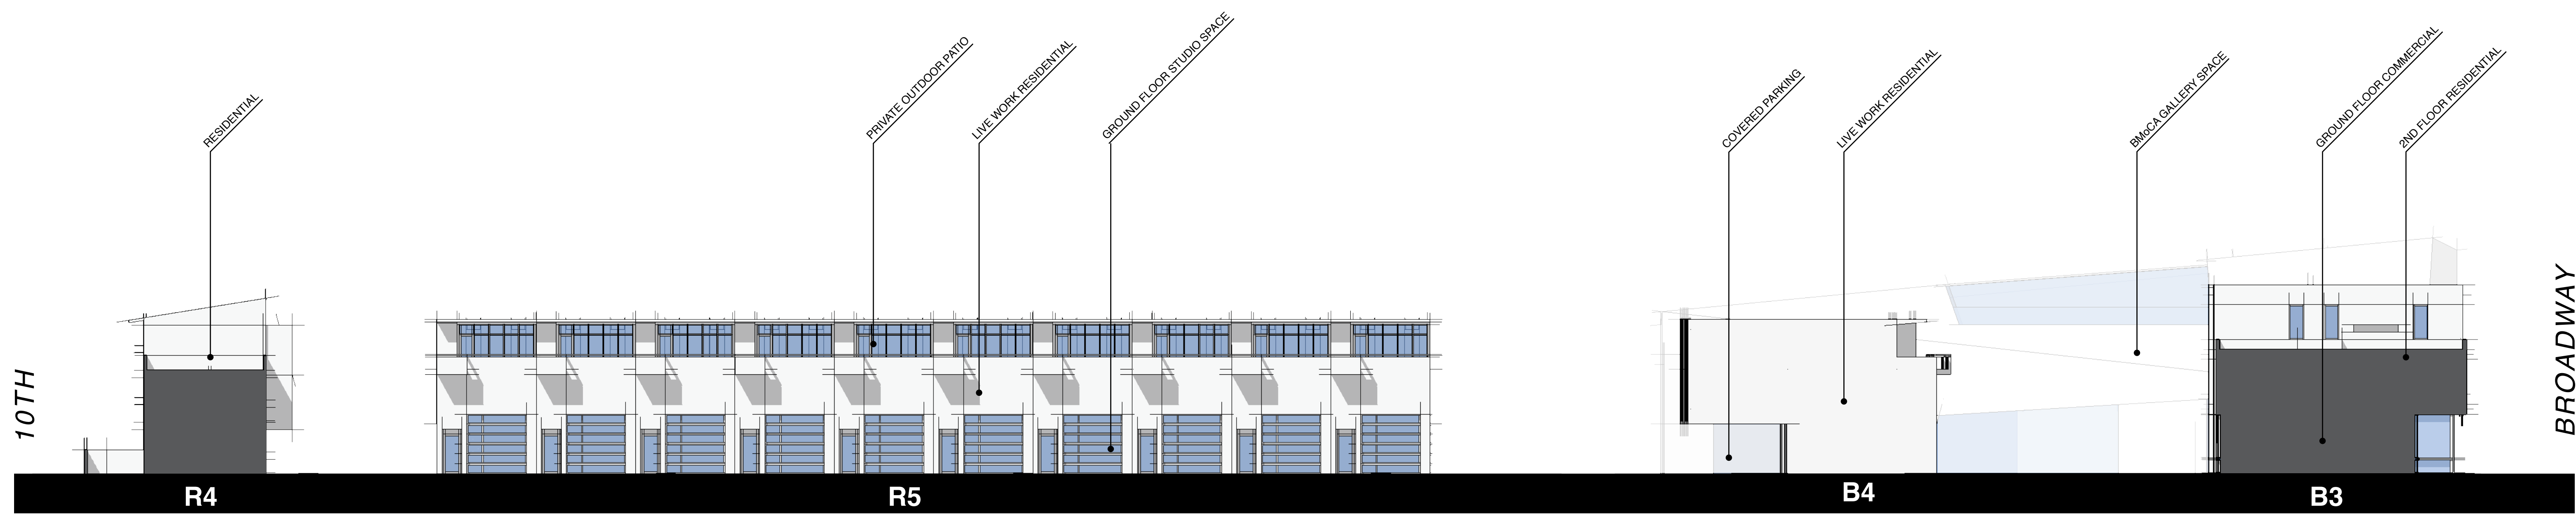 RESIDENTIAL
PRIVATE OUTDOOR PATIO
LIVE WORK RESIDENTIAL
GROUND FLOOR STUDIO SPACE
COVERED PARKING
LIVE WORK RESIDENTIAL
BMoCA GALLERY SPACE
GROUND FLOOR COMMERCIAL
2ND FLOOR RESIDENTIAL
10TH
BROADWAY
R4
R5
B4
B3